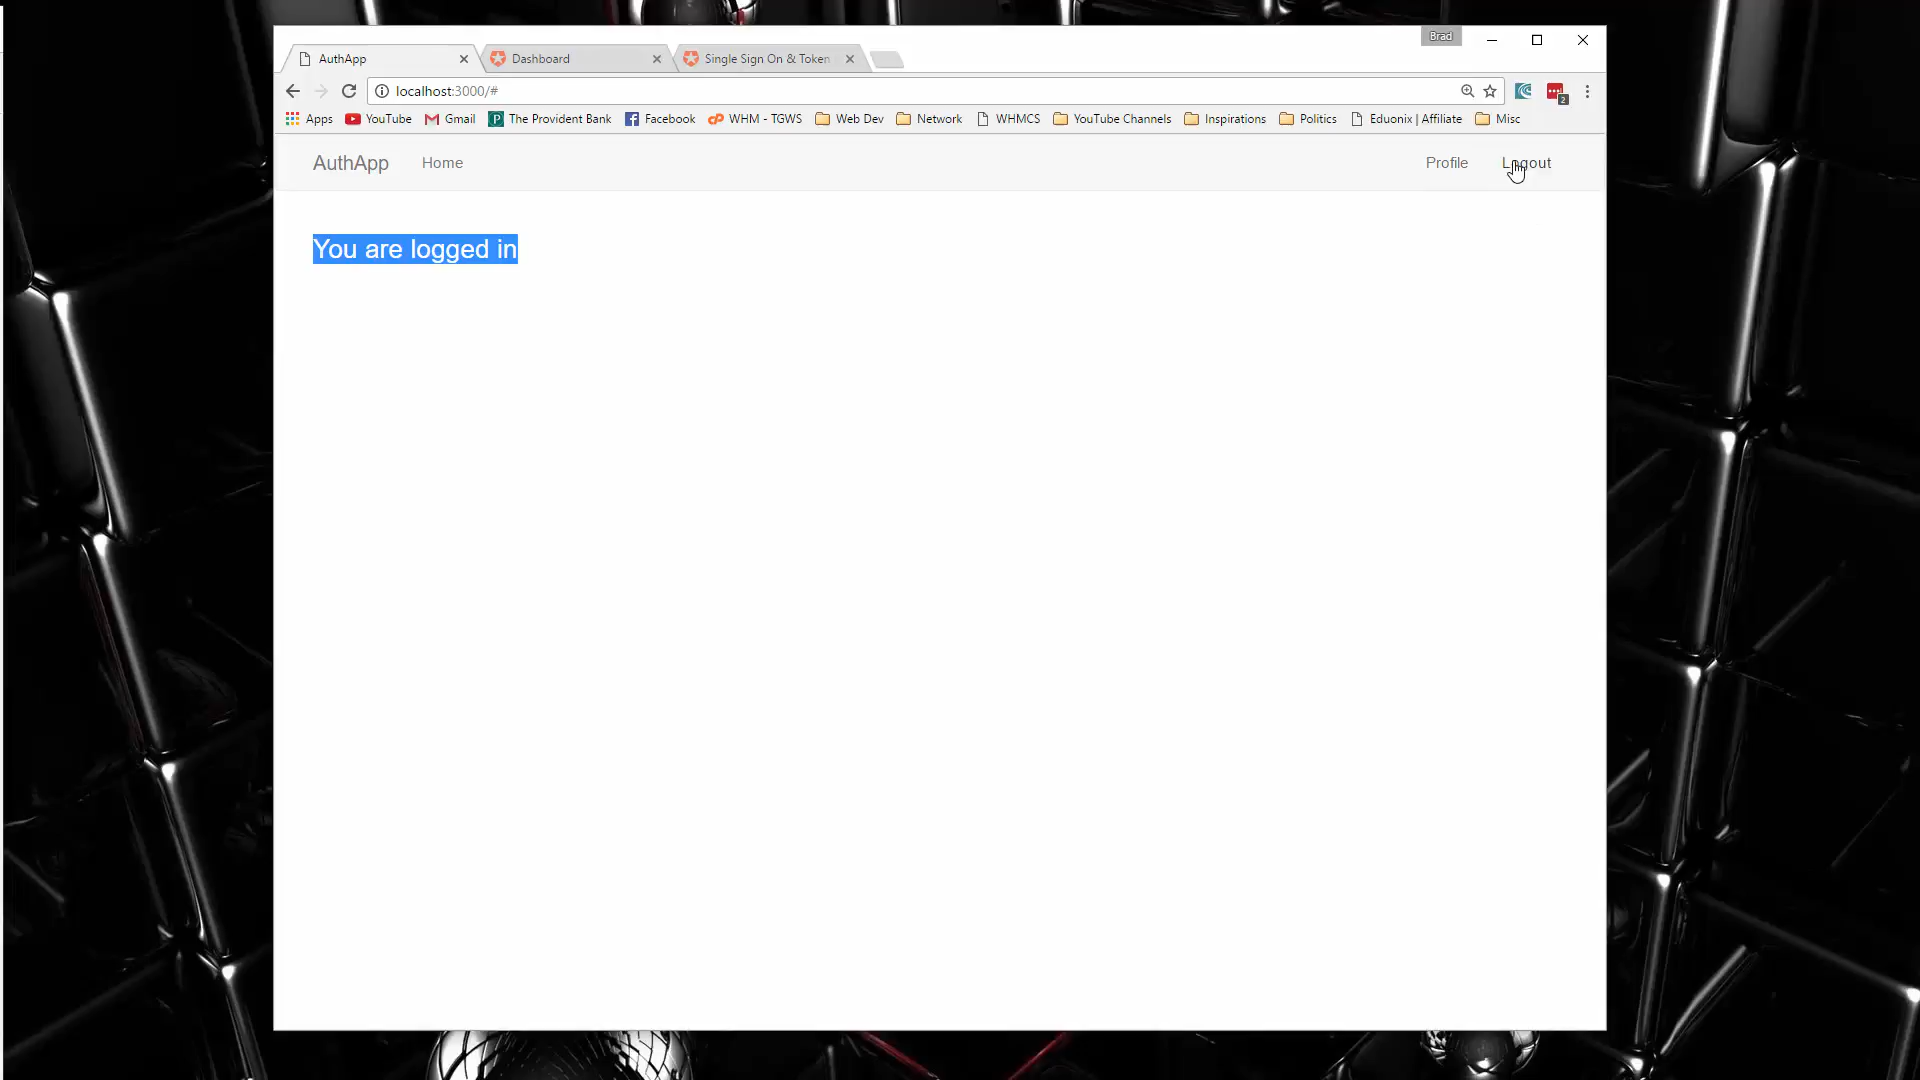 Brad
AuthApp Dashboard Single Sign On & Token
localhost:3000/#
Apps YouTube Gmail The Provident Bank Facebook WHM - TGWS Web Dev Network WHMCS YouTube Channels Inspirations Politics Eduonix | Affiliate Misc
2
AuthApp Home Profile Logout
You are logged in